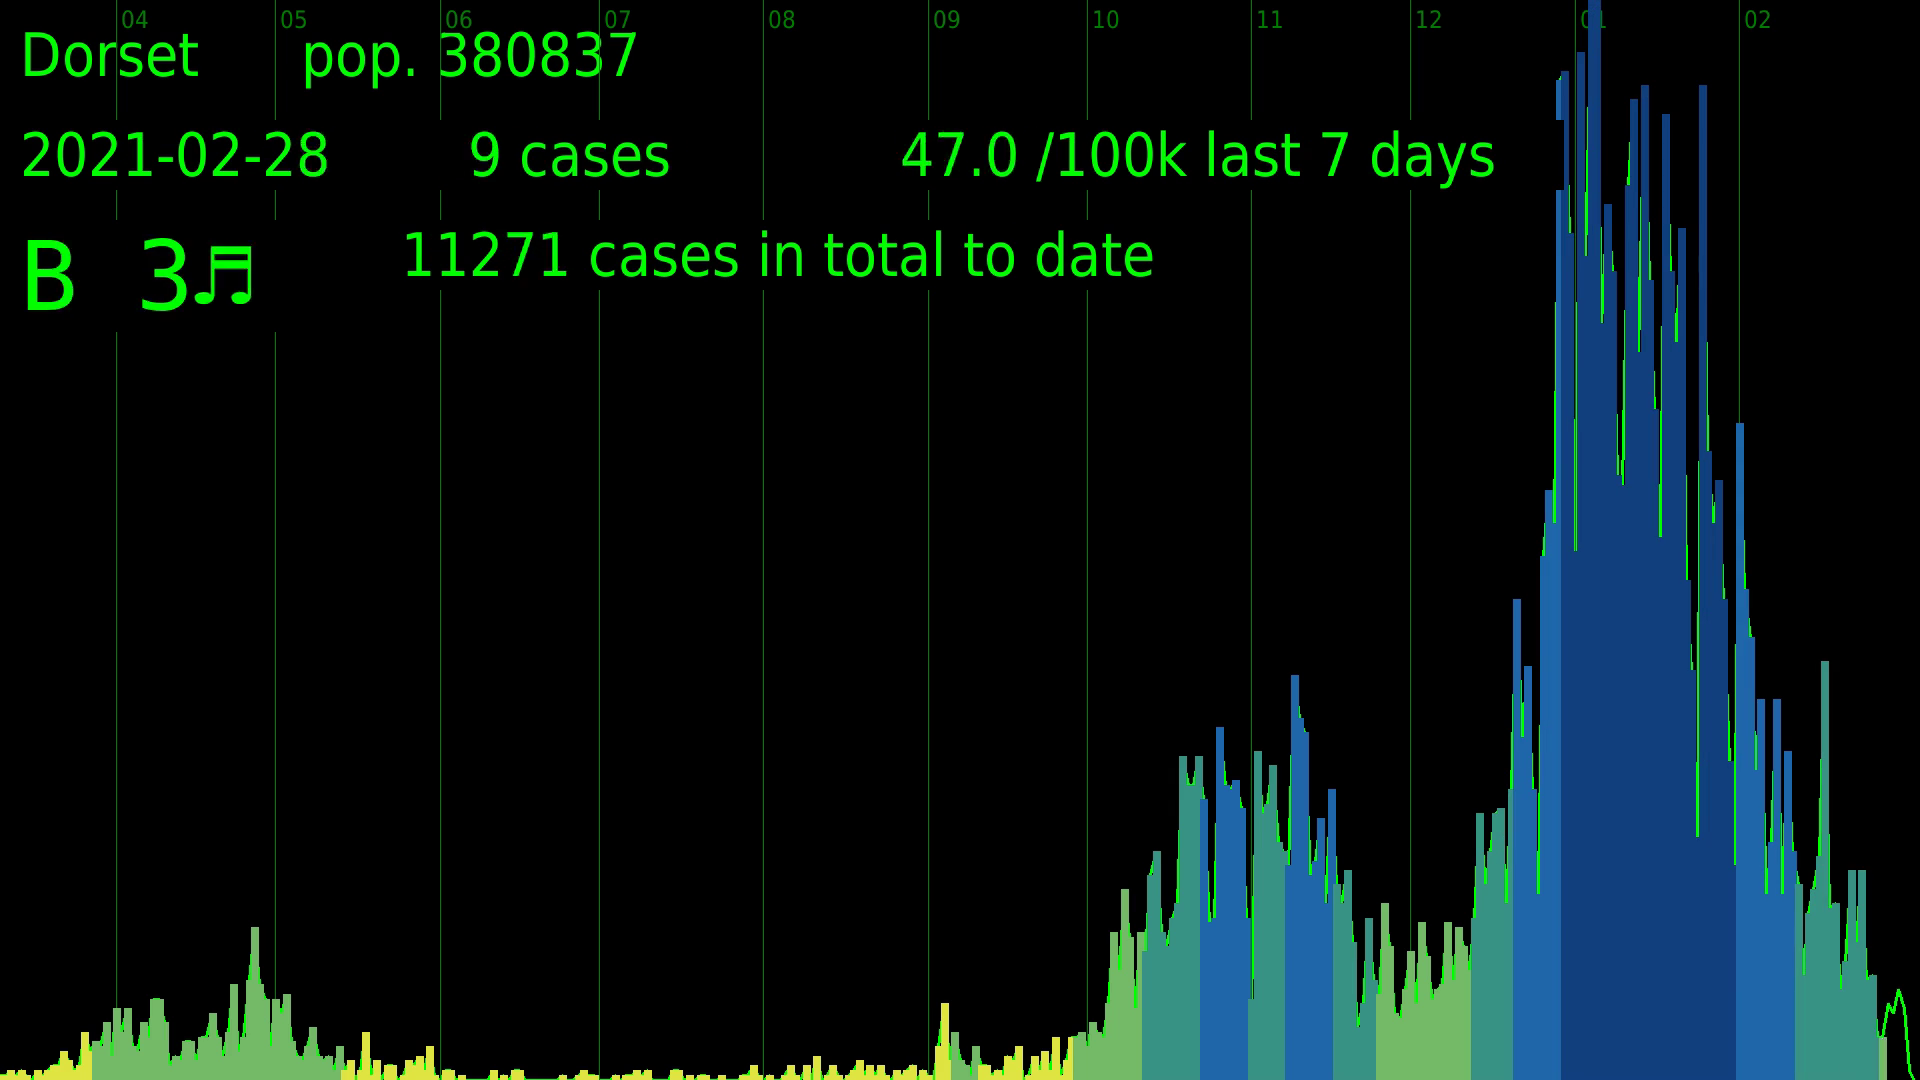 04 05 06 07 08 09 10 11 12 01 02
Dorset pop. 380837
2021-02-28 9 cases 47.0 /100k last 7 days
B 3♬ 11271 cases in total to date